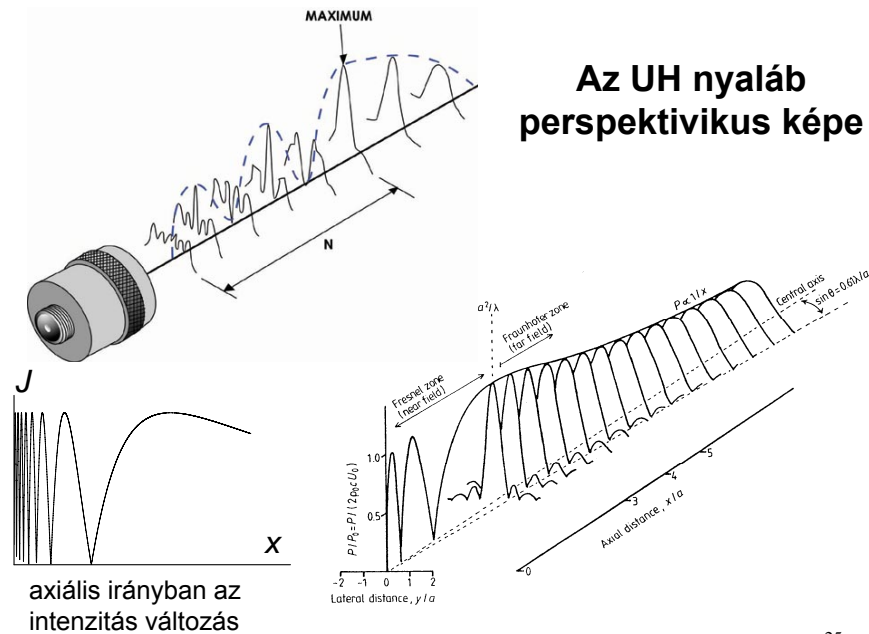 MAXIMUM
Az UH nyaláb
perspektivikus képe
N
a²/λ
Fraunhofer zone
(far field)
Fresnel zone
(near field)
P ∝ 1/x
Central axis
sin θ = 0.61λ/a
J
x
axiális irányban az
intenzitás változás
1.0
0.5
P/P₀=P/(2ρ₀cU₀)
-2 -1 0 1 2
Lateral distance, y/a
0
3
4
5
Axial distance, x/a